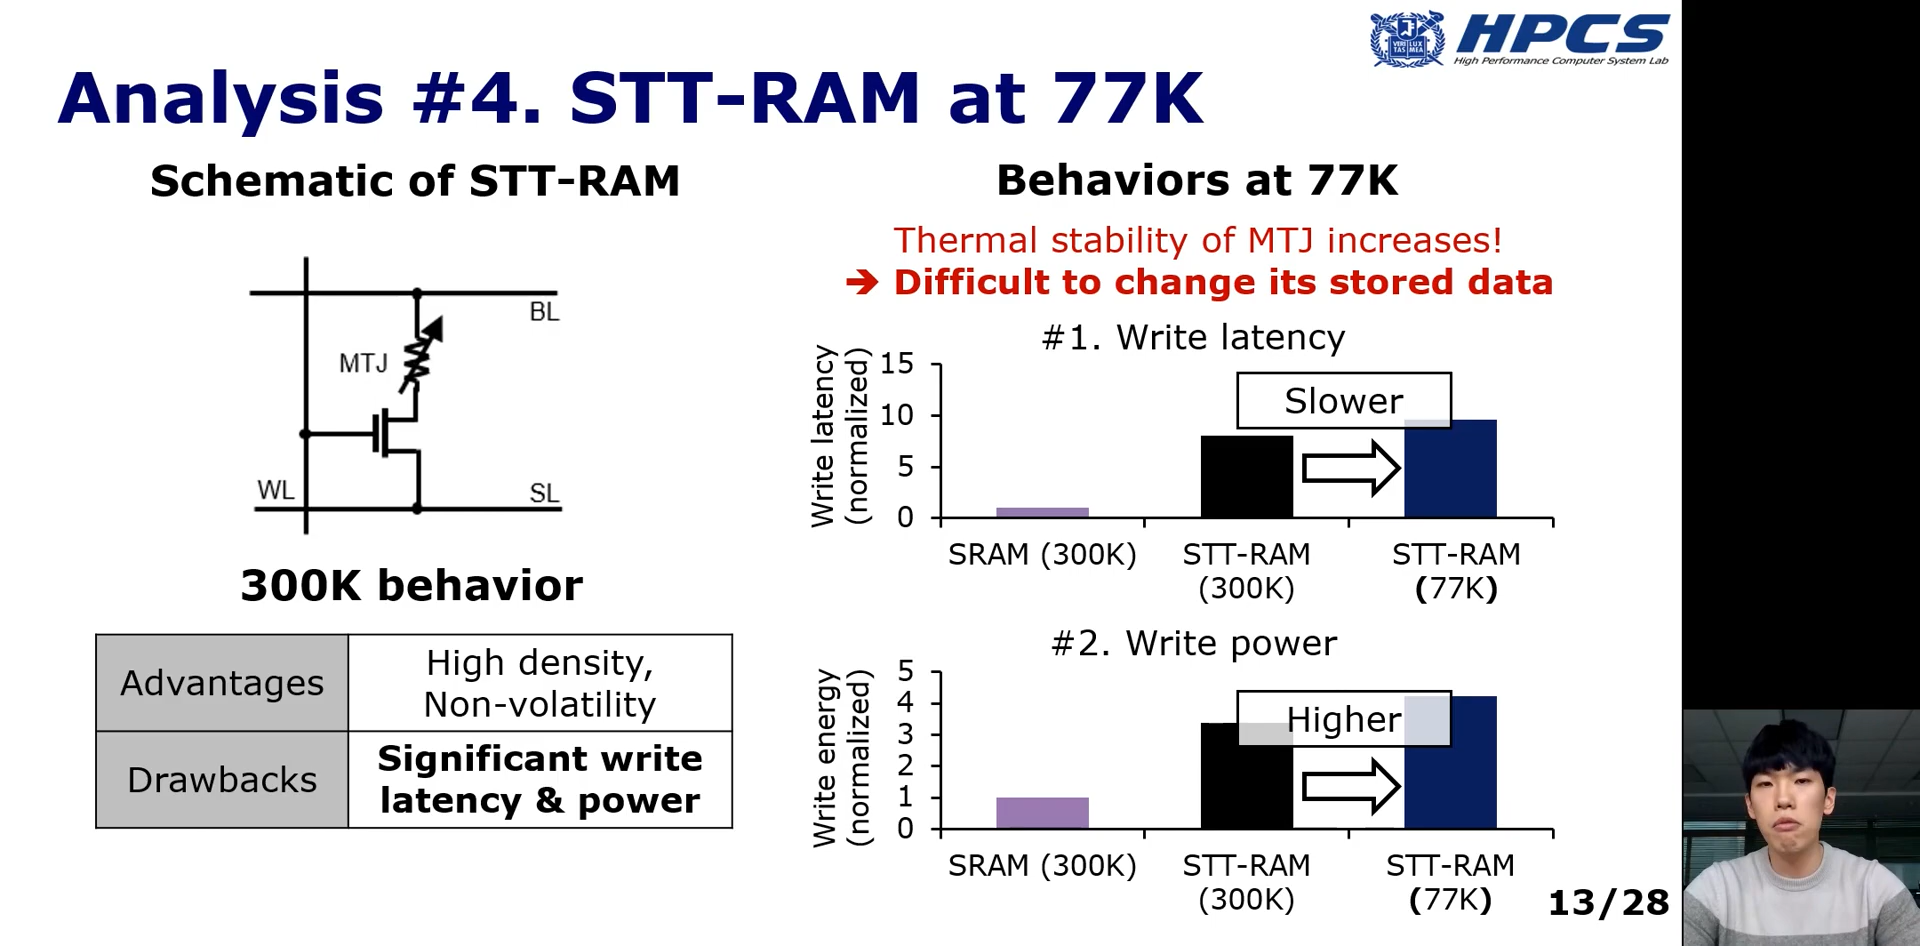 HPCS
High Performance Computer System Lab
VERI
LUX
TAS
MEA
Analysis #4. STT-RAM at 77K
Schematic of STT-RAM
BL
MTJ
WL
SL
300K behavior
Advantages
High density,
Non-volatility
Drawbacks
Significant write
latency & power
Behaviors at 77K
Thermal stability of MTJ increases!
➔ Difficult to change its stored data
#1. Write latency
Write latency
(normalized)
15
10
5
0
Slower
SRAM (300K)
STT-RAM
(300K)
STT-RAM
(77K)
#2. Write power
Write energy
(normalized)
5
4
3
2
1
0
Higher
SRAM (300K)
STT-RAM
(300K)
STT-RAM
(77K)
13/28